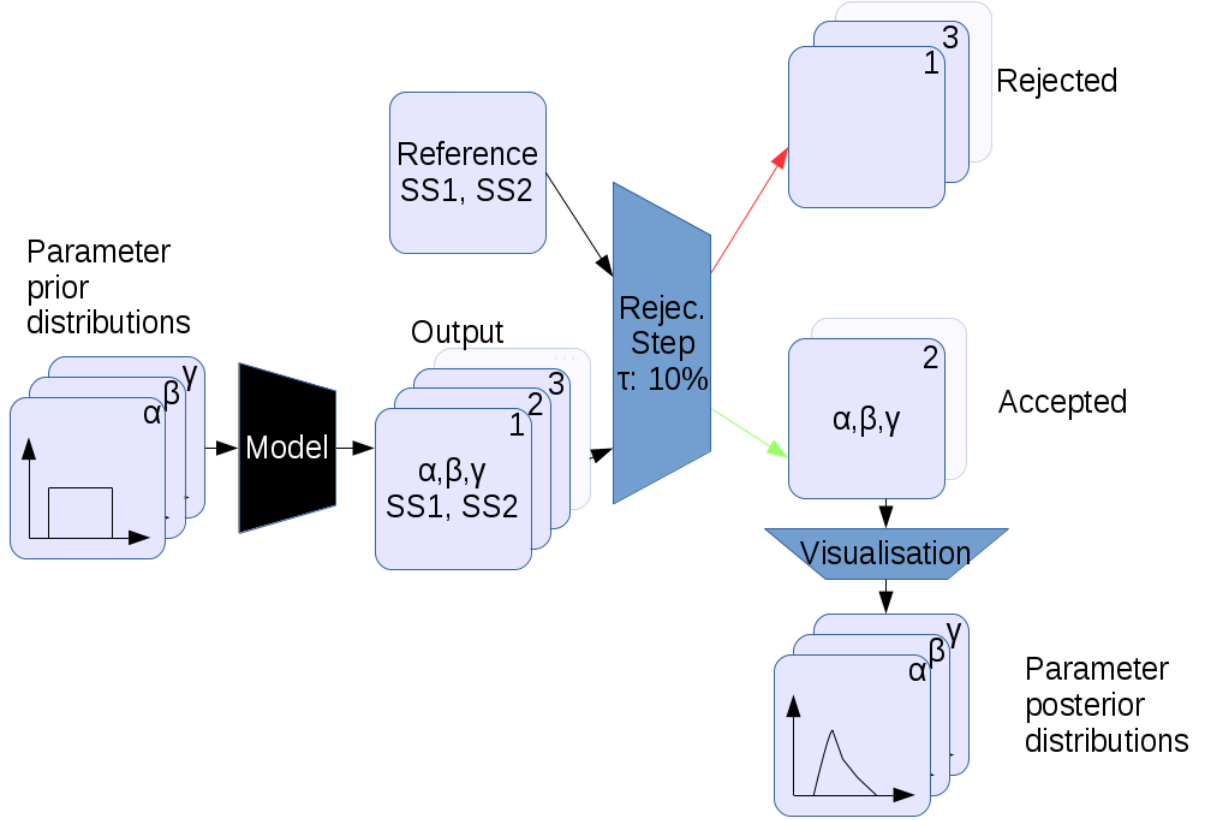 Parameter
prior
distributions
α
β
γ
Model
Reference
SS1, SS2
Output
1
2
3
...
α,β,γ
SS1, SS2
Rejec.
Step
τ: 10%
1
3
Rejected
2
α,β,γ
Accepted
Visualisation
α
β
γ
Parameter
posterior
distributions